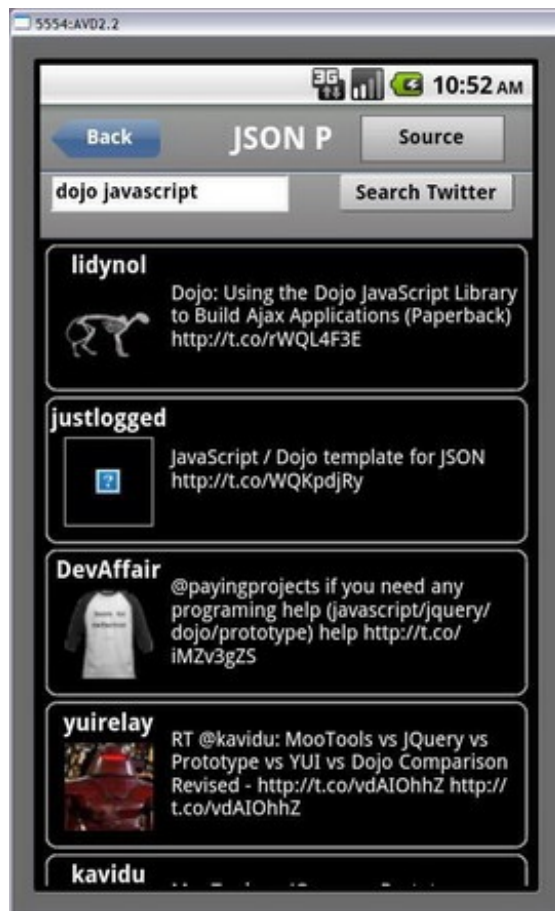 5554:AVD2.2
3G 10:52 AM
Back JSON P Source
dojo javascript Search Twitter
lidynol
Dojo: Using the Dojo JavaScript Library
to Build Ajax Applications (Paperback)
http://t.co/rWQL4F3E
justlogged
JavaScript / Dojo template for JSON
http://t.co/WQKpdjRy
DevAffair
@payingprojects if you need any
programing help (javascript/jquery/
dojo/prototype) help http://t.co/
iMZv3gZS
yuirelay
RT @kavidu: MooTools vs JQuery vs
Prototype vs YUI vs Dojo Comparison
Revised - http://t.co/vdAIOhhZ http://
t.co/vdAIOhhZ
kavidu